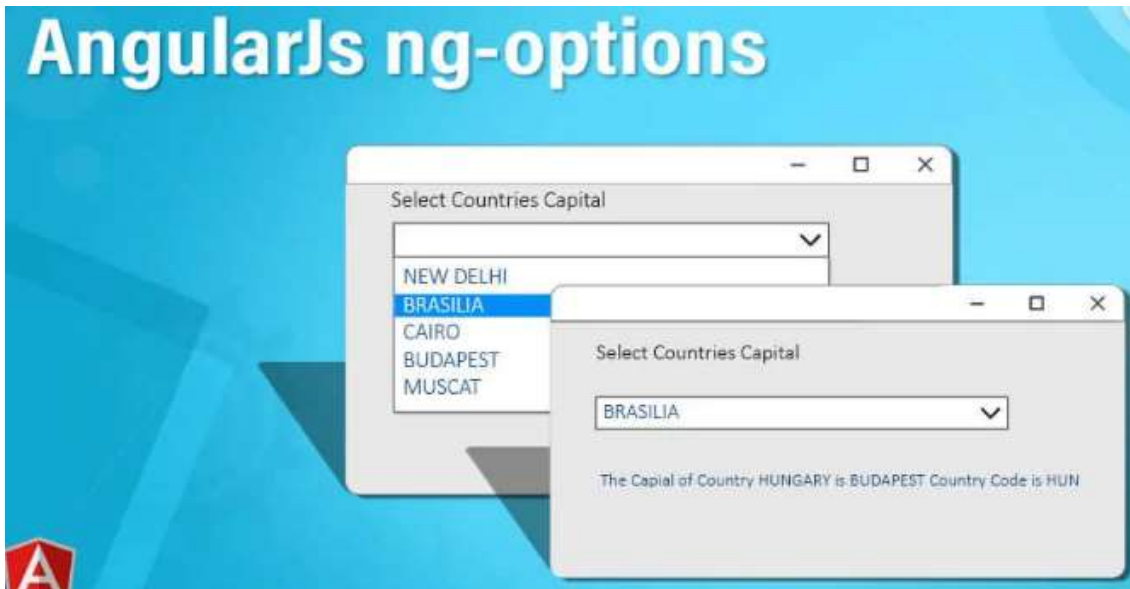 AngularJs ng-options
Select Countries Capital
NEW DELHI
BRASILIA
CAIRO
BUDAPEST
MUSCAT
Select Countries Capital
BRASILIA
The Capial of Country HUNGARY is BUDAPEST Country Code is HUN
A